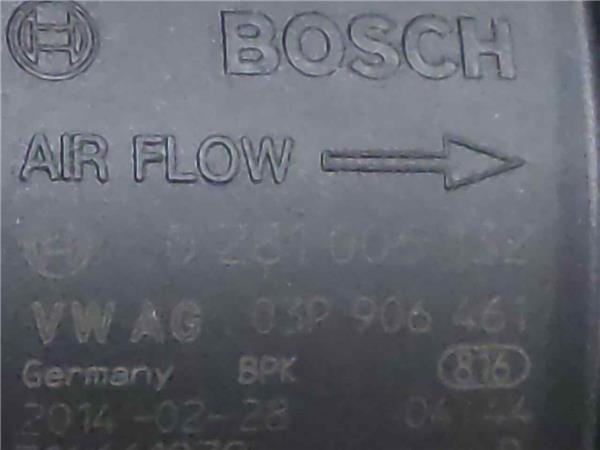 BOSCH
AIR FLOW
VW AG 03P 906 461
Germany BPK 816
2014-02-28